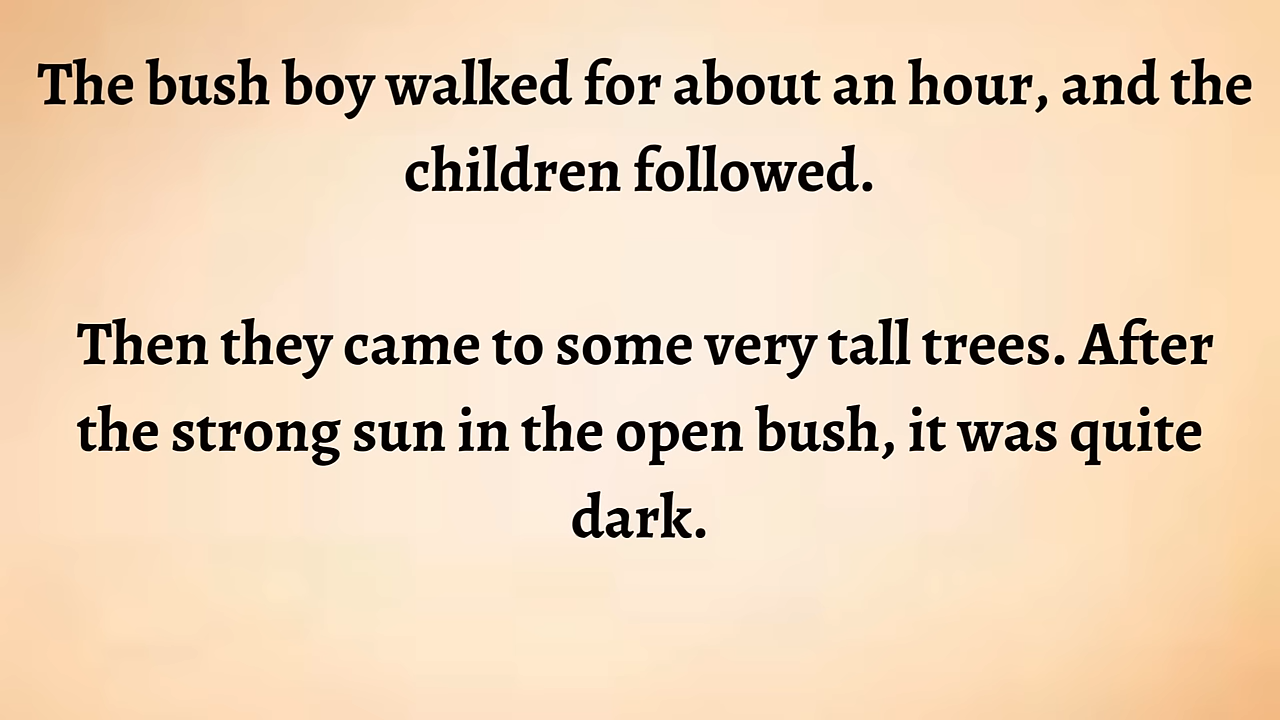 The bush boy walked for about an hour, and the
children followed.
Then they came to some very tall trees. After
the strong sun in the open bush, it was quite
dark.